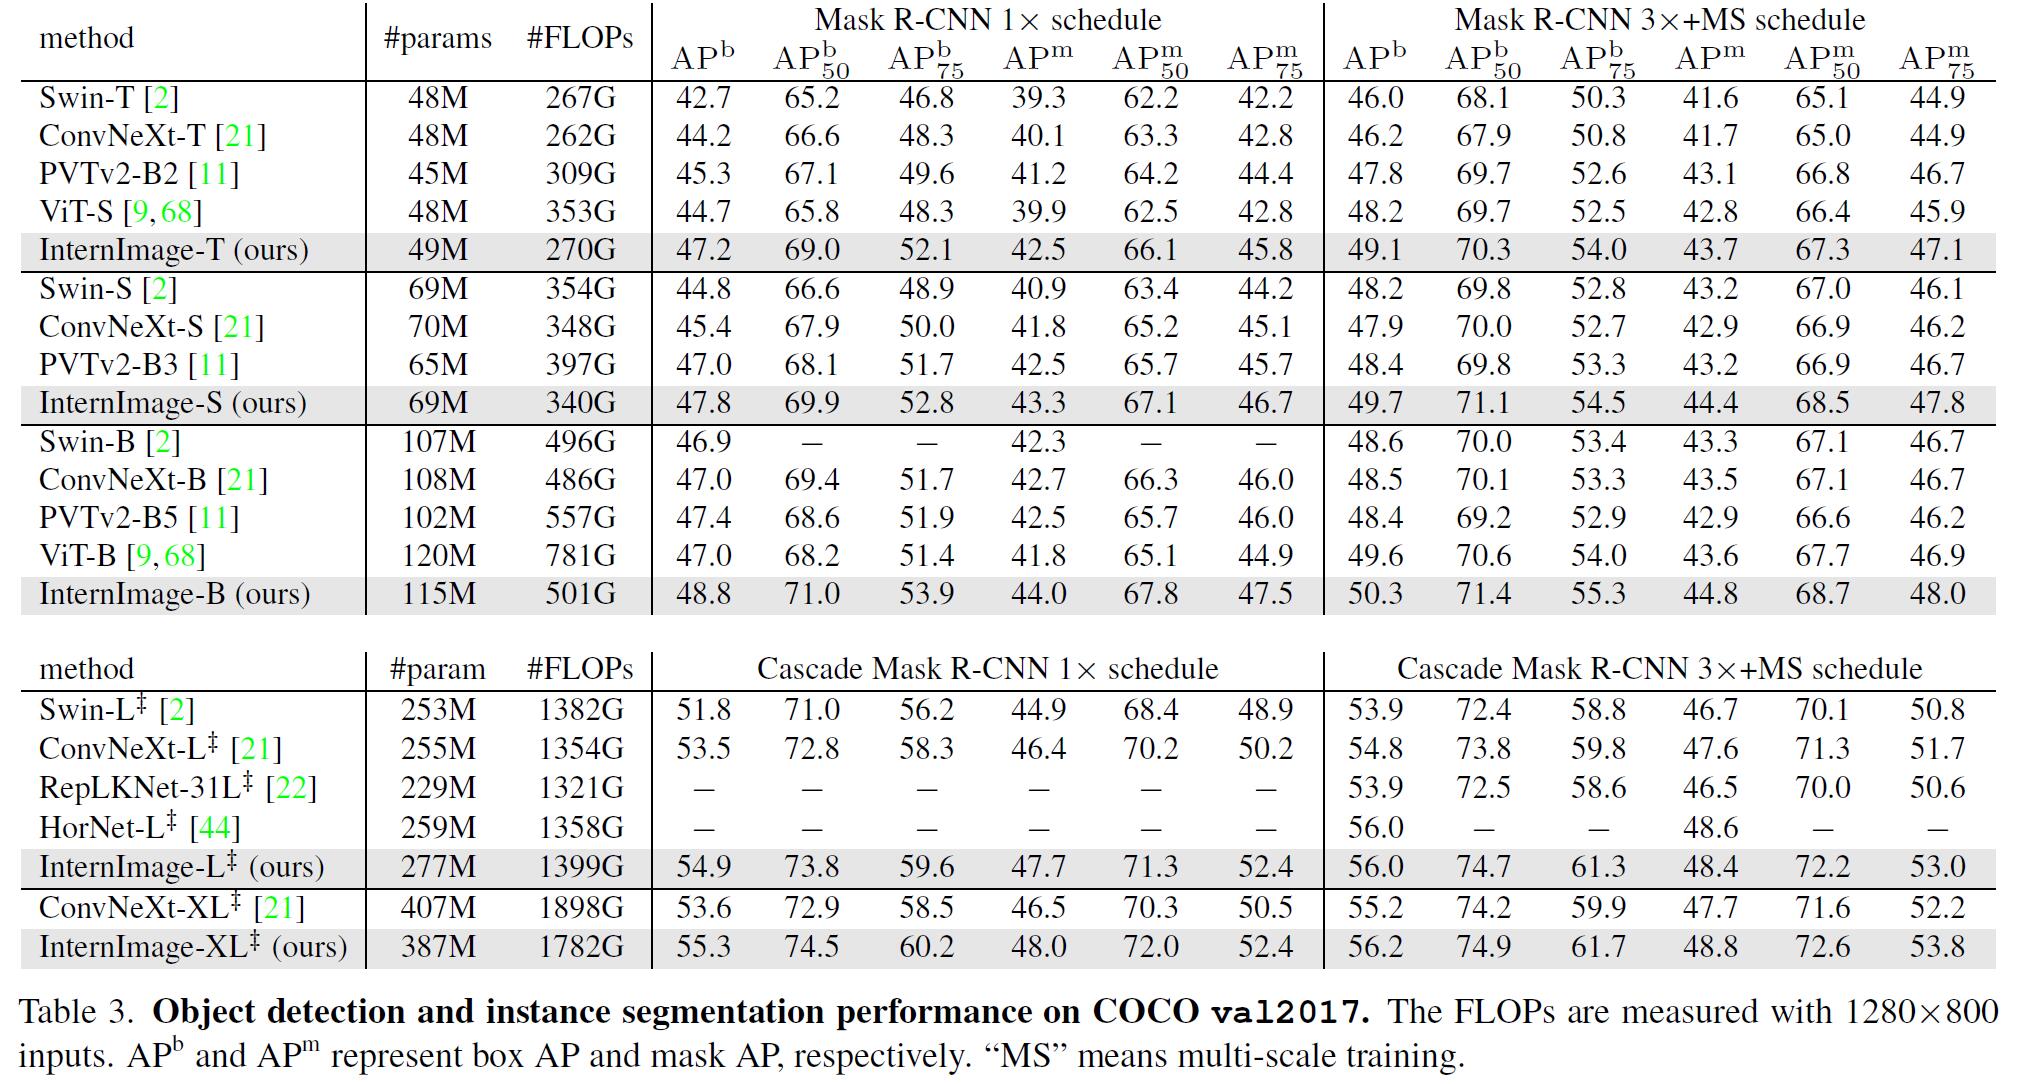 method #params #FLOPs Mask R-CNN 1× schedule Mask R-CNN 3×+MS schedule
APᵇ APᵇ₅₀ APᵇ₇₅ APᵐ APᵐ₅₀ APᵐ₇₅ APᵇ APᵇ₅₀ APᵇ₇₅ APᵐ APᵐ₅₀ APᵐ₇₅
Swin-T [2] 48M 267G 42.7 65.2 46.8 39.3 62.2 42.2 46.0 68.1 50.3 41.6 65.1 44.9
ConvNeXt-T [21] 48M 262G 44.2 66.6 48.3 40.1 63.3 42.8 46.2 67.9 50.8 41.7 65.0 44.9
PVTv2-B2 [11] 45M 309G 45.3 67.1 49.6 41.2 64.2 44.4 47.8 69.7 52.6 43.1 66.8 46.7
ViT-S [9, 68] 48M 353G 44.7 65.8 48.3 39.9 62.5 42.8 48.2 69.7 52.5 42.8 66.4 45.9
InternImage-T (ours) 49M 270G 47.2 69.0 52.1 42.5 66.1 45.8 49.1 70.3 54.0 43.7 67.3 47.1
Swin-S [2] 69M 354G 44.8 66.6 48.9 40.9 63.4 44.2 48.2 69.8 52.8 43.2 67.0 46.1
ConvNeXt-S [21] 70M 348G 45.4 67.9 50.0 41.8 65.2 45.1 47.9 70.0 52.7 42.9 66.9 46.2
PVTv2-B3 [11] 65M 397G 47.0 68.1 51.7 42.5 65.7 45.7 48.4 69.8 53.3 43.2 66.9 46.7
InternImage-S (ours) 69M 340G 47.8 69.9 52.8 43.3 67.1 46.7 49.7 71.1 54.5 44.4 68.5 47.8
Swin-B [2] 107M 496G 46.9 – – 42.3 – – 48.6 70.0 53.4 43.3 67.1 46.7
ConvNeXt-B [21] 108M 486G 47.0 69.4 51.7 42.7 66.3 46.0 48.5 70.1 53.3 43.5 67.1 46.7
PVTv2-B5 [11] 102M 557G 47.4 68.6 51.9 42.5 65.7 46.0 48.4 69.2 52.9 42.9 66.6 46.2
ViT-B [9, 68] 120M 781G 47.0 68.2 51.4 41.8 65.1 44.9 49.6 70.6 54.0 43.6 67.7 46.9
InternImage-B (ours) 115M 501G 48.8 71.0 53.9 44.0 67.8 47.5 50.3 71.4 55.3 44.8 68.7 48.0
method #param #FLOPs Cascade Mask R-CNN 1× schedule Cascade Mask R-CNN 3×+MS schedule
Swin-L‡ [2] 253M 1382G 51.8 71.0 56.2 44.9 68.4 48.9 53.9 72.4 58.8 46.7 70.1 50.8
ConvNeXt-L‡ [21] 255M 1354G 53.5 72.8 58.3 46.4 70.2 50.2 54.8 73.8 59.8 47.6 71.3 51.7
RepLKNet-31L‡ [22] 229M 1321G – – – – – – 53.9 72.5 58.6 46.5 70.0 50.6
HorNet-L‡ [44] 259M 1358G – – – – – – 56.0 – – 48.6 – –
InternImage-L‡ (ours) 277M 1399G 54.9 73.8 59.6 47.7 71.3 52.4 56.0 74.7 61.3 48.4 72.2 53.0
ConvNeXt-XL‡ [21] 407M 1898G 53.6 72.9 58.5 46.5 70.3 50.5 55.2 74.2 59.9 47.7 71.6 52.2
InternImage-XL‡ (ours) 387M 1782G 55.3 74.5 60.2 48.0 72.0 52.4 56.2 74.9 61.7 48.8 72.6 53.8
Table 3. Object detection and instance segmentation performance on COCO val2017. The FLOPs are measured with 1280×800
inputs. APᵇ and APᵐ represent box AP and mask AP, respectively. “MS” means multi-scale training.